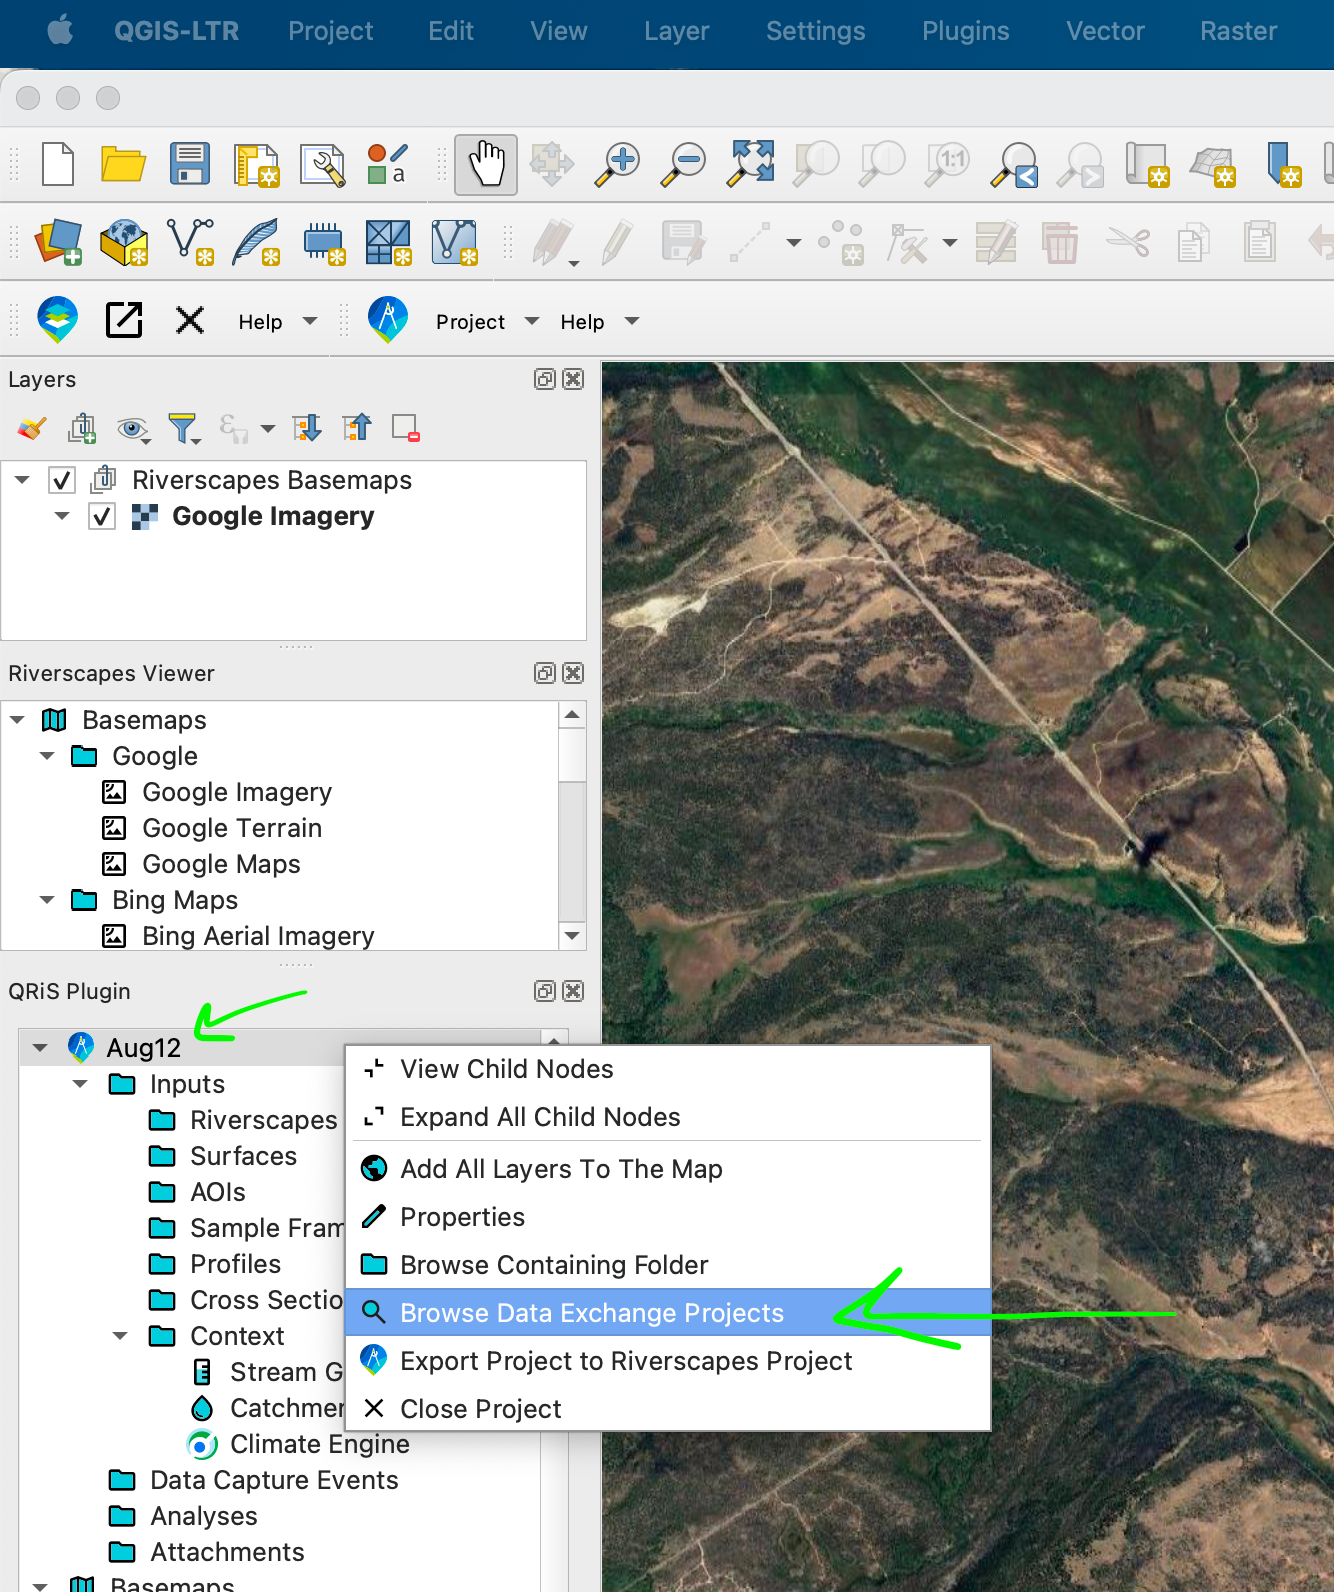 QGIS-LTR Project Edit View Layer Settings Plugins Vector Raster
a
1:1
Help Project Help
Layers
Riverscapes Basemaps
Google Imagery
Riverscapes Viewer
Basemaps
Google
Google Imagery
Google Terrain
Google Maps
Bing Maps
Bing Aerial Imagery
QRiS Plugin
Aug12
Inputs
Riverscapes
Surfaces
AOIs
Sample Fram
Profiles
Cross Sectio
Context
Stream G
Catchmer
Climate Engine
Data Capture Events
Analyses
Attachments
Basemaps
View Child Nodes
Expand All Child Nodes
Add All Layers To The Map
Properties
Browse Containing Folder
Browse Data Exchange Projects
Export Project to Riverscapes Project
Close Project